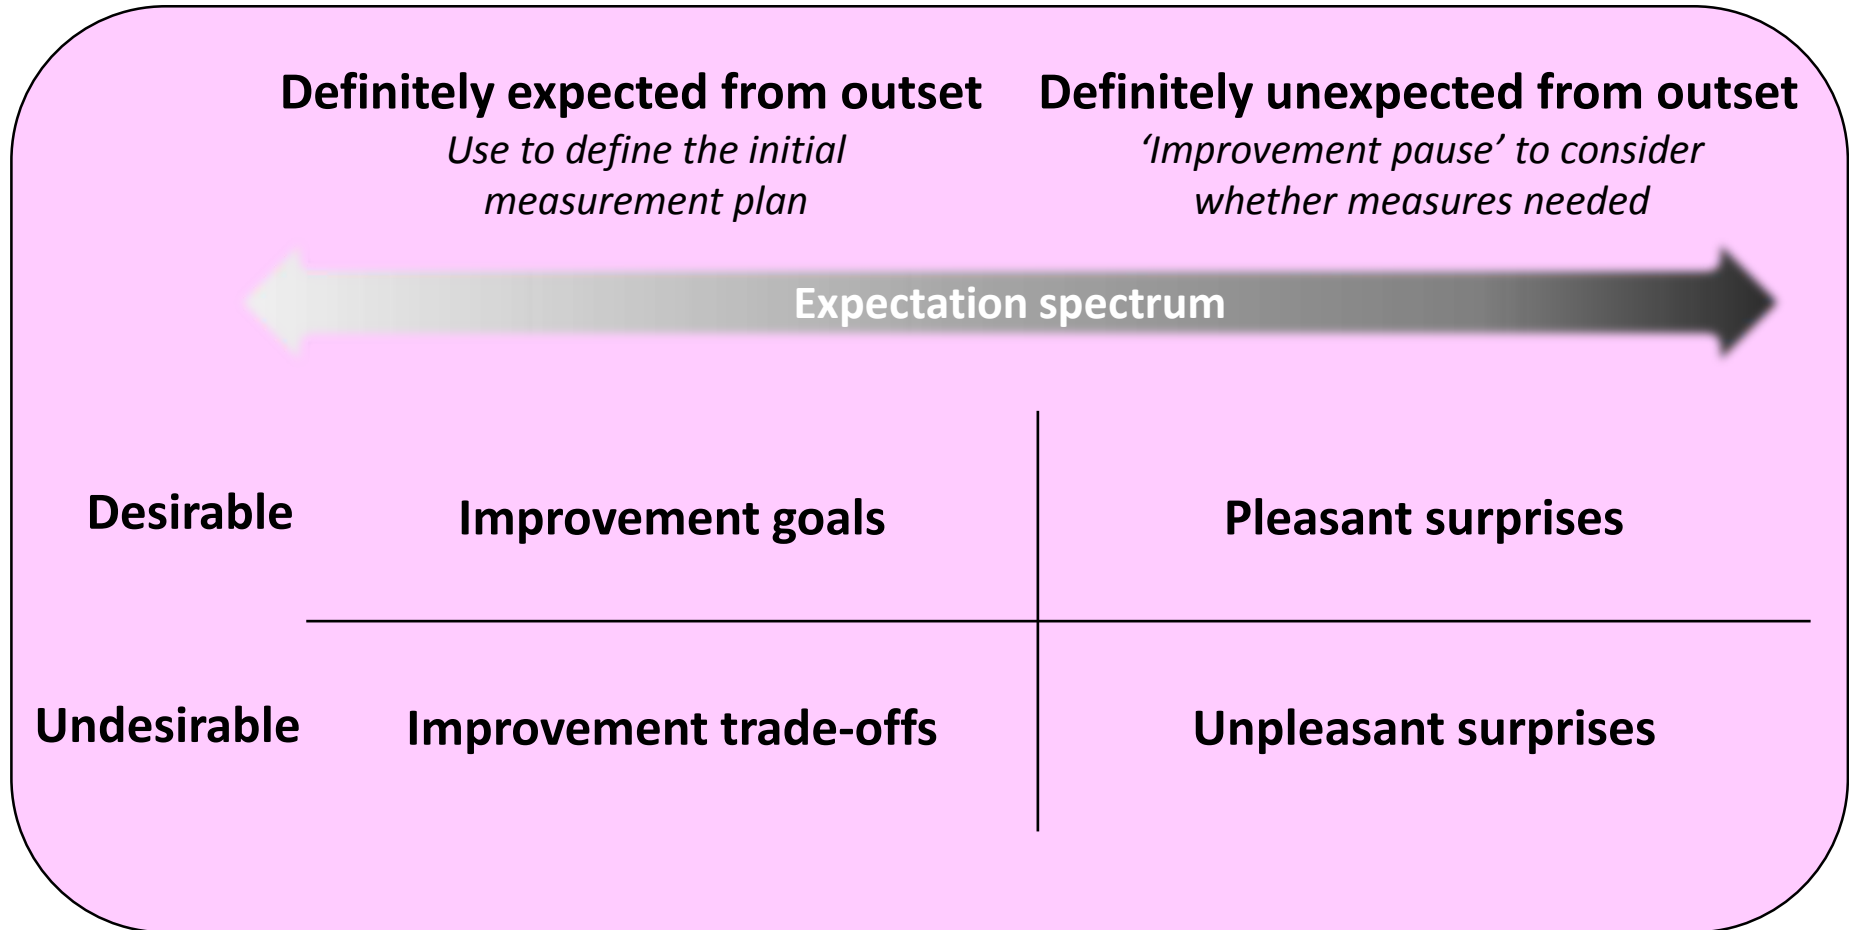 Definitely expected from outset
Use to define the initial
measurement plan
Definitely unexpected from outset
‘Improvement pause’ to consider
whether measures needed
Expectation spectrum
Desirable
Improvement goals
Pleasant surprises
Undesirable
Improvement trade-offs
Unpleasant surprises